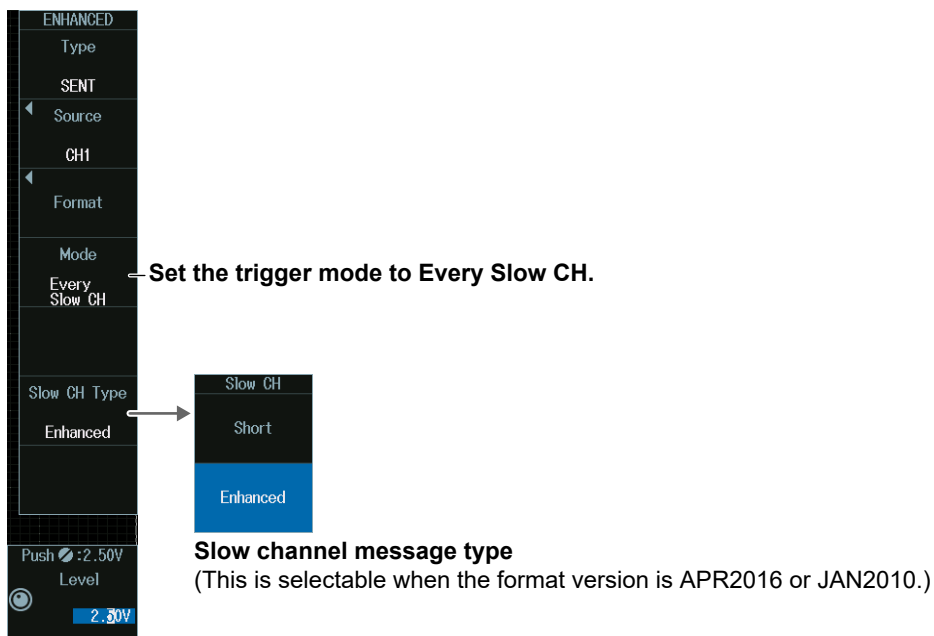 ENHANCED
Type
SENT
Source
CH1
Format
Mode
Every
Slow CH
Set the trigger mode to Every Slow CH.
Slow CH Type
Enhanced
Slow CH
Short
Enhanced
Slow channel message type
(This is selectable when the format version is APR2016 or JAN2010.)
Push :2.50V
Level
2.50V